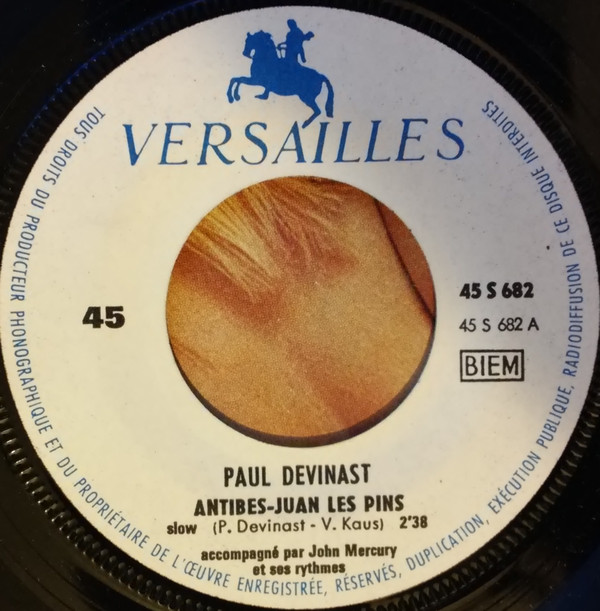 VERSAILLES
45
45 S 682
45 S 682 A
BIEM
PAUL DEVINAST
ANTIBES-JUAN LES PINS
slow (P. Devinast - V. Kaus) 2'38
accompagné par John Mercury
et ses rythmes
TOUS DROITS DU PRODUCTEUR PHONOGRAPHIQUE ET DU PROPRIÉTAIRE DE L'ŒUVRE ENREGISTRÉE, RÉSERVÉS, DUPLICATION, EXÉCUTION PUBLIQUE, RADIODIFFUSION DE CE DISQUE INTERDITES